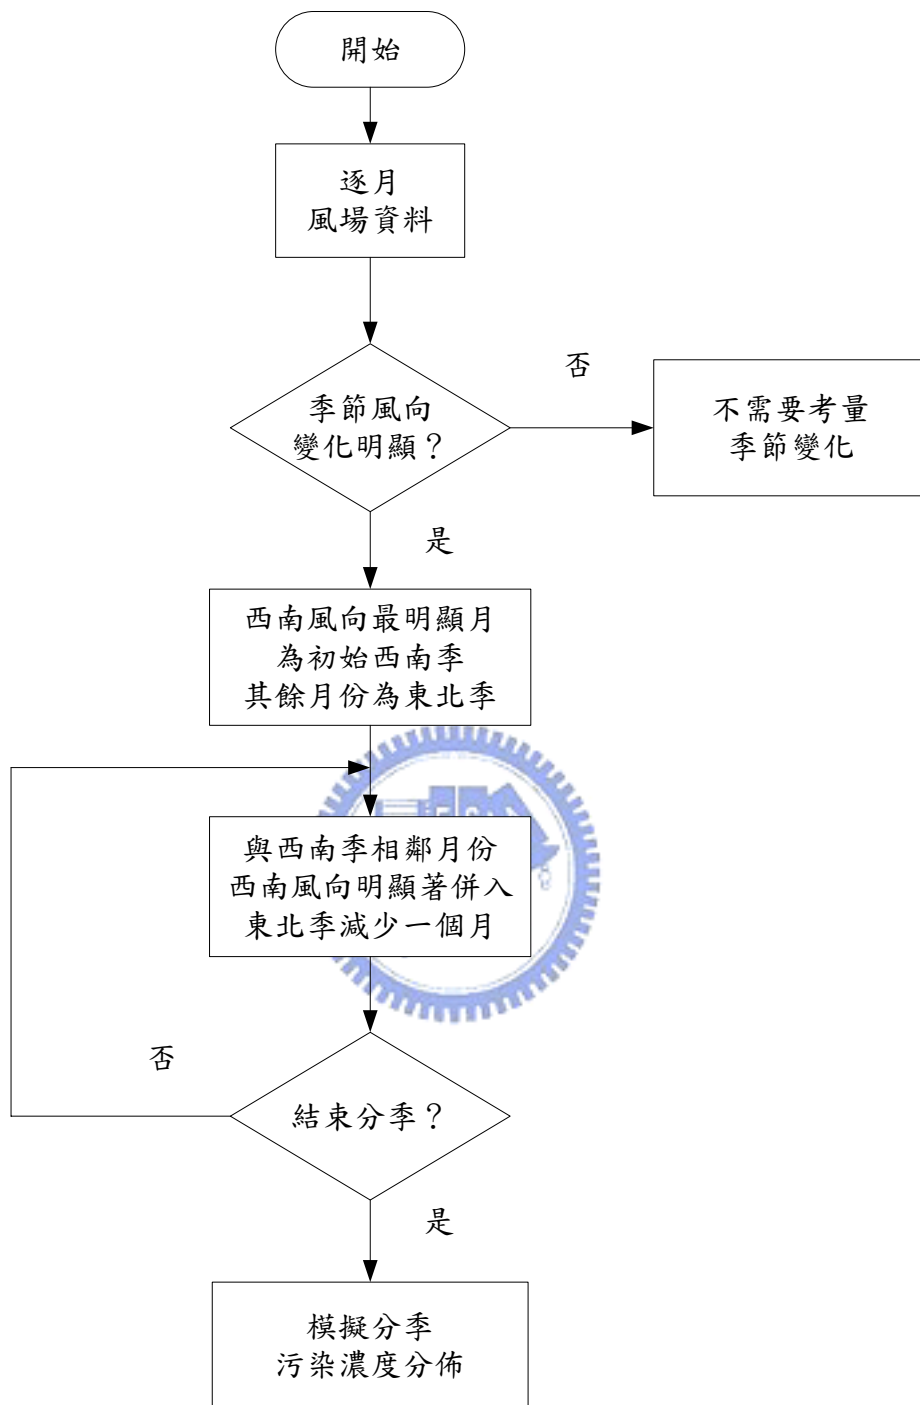 開始
逐月
風場資料
季節風向
變化明顯？
否
不需要考量
季節變化
是
西南風向最明顯月
為初始西南季
其餘月份為東北季
與西南季相鄰月份
西南風向明顯著併入
東北季減少一個月
否
結束分季？
是
模擬分季
污染濃度分佈